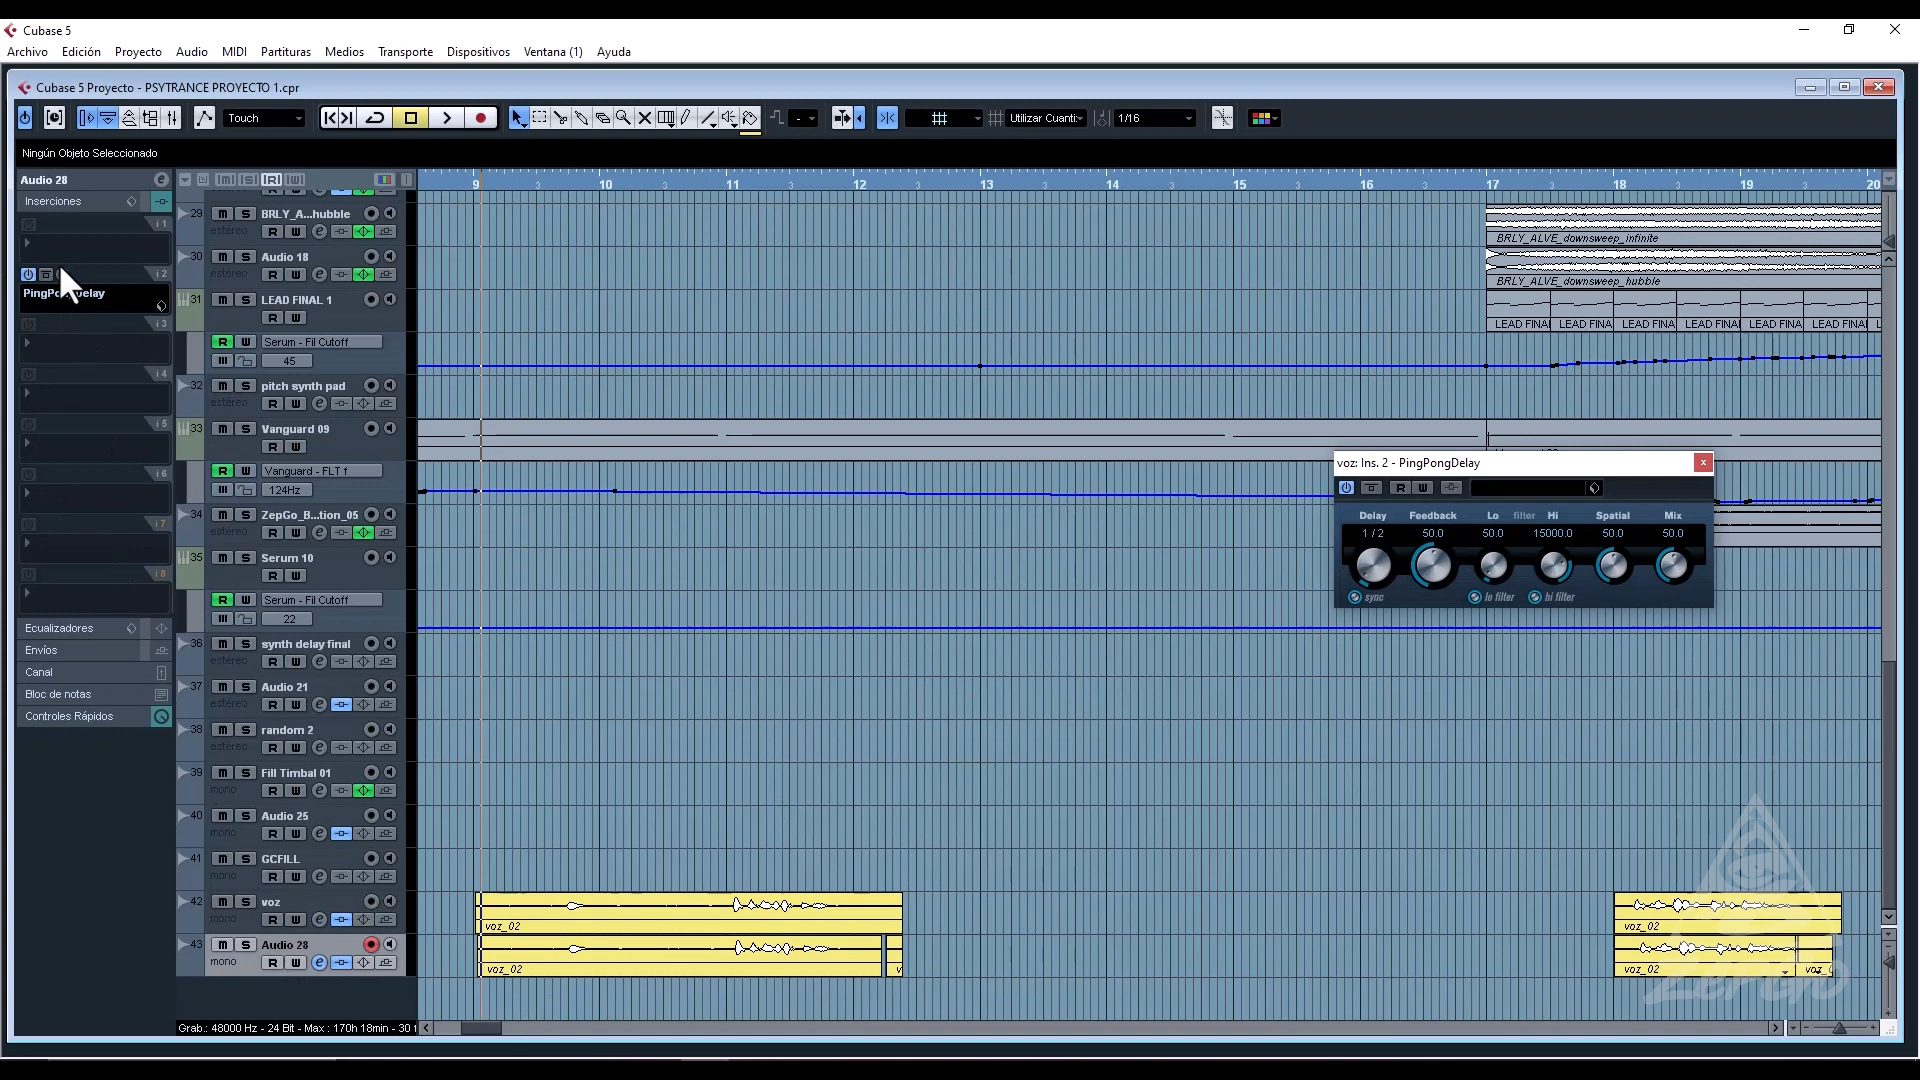 Cubase 5
Archivo Edición Proyecto Audio MIDI Partituras Medios Transporte Dispositivos Ventana (1) Ayuda
Cubase 5 Proyecto - PSYTRANCE PROYECTO 1.cpr
Touch - Utilizar Cuanti: 1/16
Ningún Objeto Seleccionado
Audio 28
9 10 11 12 13 14 15 16 17 18 19 20
Inserciones
i1
i2
PingPongDelay
i3
i4
i5
i6
i7
i8
Ecualizadores
Envíos
Canal
Bloc de notas
Controles Rápidos
29 m S BRLY_A...hubble
estéreo R W e
30 m S Audio 18
estéreo R W e
31 m S LEAD FINAL 1
R W
R W Serum - Fil Cutoff
45
32 m S pitch synth pad
estéreo R W e
33 m S Vanguard 09
R W
R W Vanguard - FLT f
124Hz
34 m S ZepGo_B...tion_05
estéreo R W e
35 m S Serum 10
R W
R W Serum - Fil Cutoff
22
36 m S synth delay final
estéreo R W e
37 m S Audio 21
estéreo R W e
38 m S random 2
estéreo R W e
39 m S Fill Timbal 01
mono R W e
40 m S Audio 25
mono R W e
41 m S GCFILL
mono R W e
42 m S voz
mono R W e
43 m S Audio 28
mono R W e
BRLY_ALVE_downsweep_infinite
BRLY_ALVE_downsweep_hubble
LEAD FINA LEAD FINA LEAD FINA LEAD FINA LEAD FINA LEAD FINA L
voz: Ins. 2 - PingPongDelay
R W
Delay Feedback Lo filter Hi Spatial Mix
1 / 2 50.0 50.0 15000.0 50.0 50.0
sync lo filter hi filter
voz_02 voz_02
voz_02 v voz_02 voz_0
Grab.: 48000 Hz - 24 Bit - Max : 170h 18min - 30 f